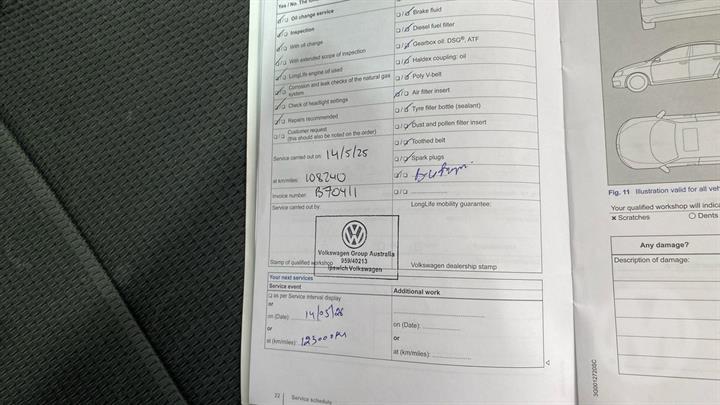 Yes / No. The
Oil change service
Inspection
With oil change
With extended scope of inspection
LongLife engine oil used
Corrosion and leak checks of the natural gas
system
Check of headlight settings
Repairs recommended
Customer request
(this should also be noted on the order)
Service carried out on: 14/5/25
at km/miles: 108240
Invoice number: B70411
Service carried out by:
Volkswagen Group Australia
959/40213
Ipswich Volkswagen
Stamp of qualified workshop
Brake fluid
Diesel fuel filter
Gearbox oil: DSG®, ATF
Haldex coupling: oil
Poly V-belt
Air filter insert
Tyre filler bottle (sealant)
Dust and pollen filter insert
Toothed belt
Spark plugs
LongLife mobility guarantee:
Volkswagen dealership stamp
Your next services
Service event
as per Service interval display
or
on (Date): 14/05/26
or
at (km/miles): 123000KM
Additional work
on (Date):
or
at (km/miles):
22 Service schedule
Fig. 11 Illustration valid for all veh
Your qualified workshop will indica
Scratches O Dents
Any damage?
Description of damage:
3G0012720SC